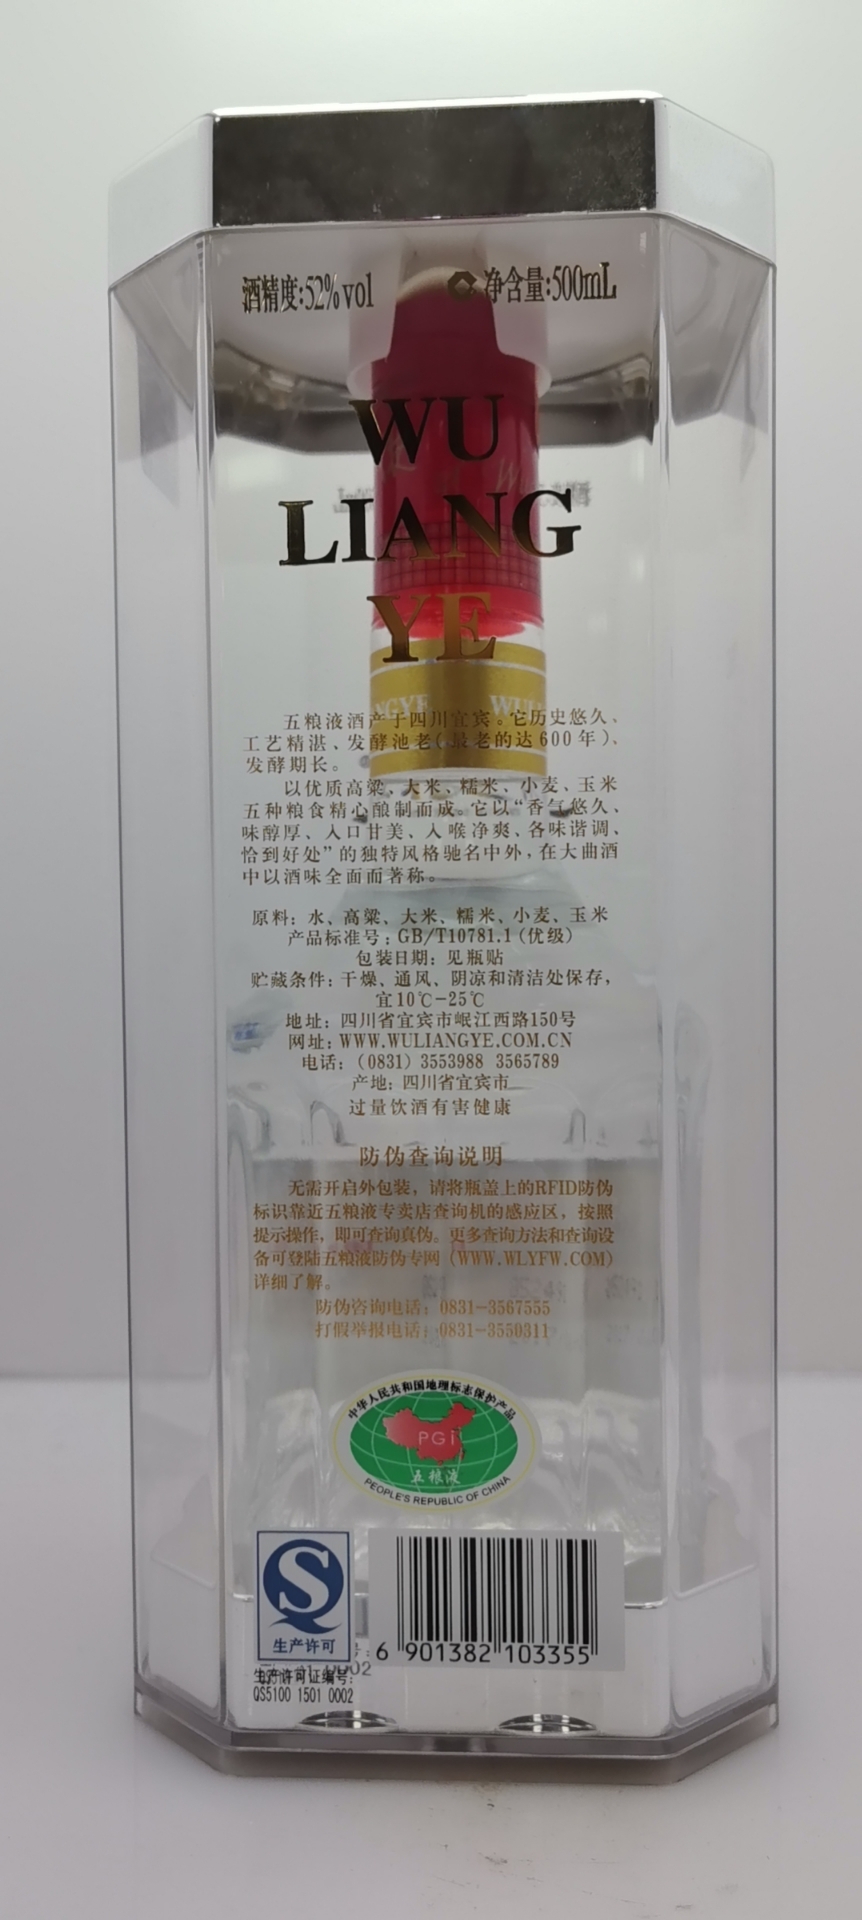 酒精度:52%vol
净含量:500mL
WU
LIANG
YE
NGYE WUL
五粮液酒产于四川宜宾。它历史悠久、
工艺精湛、发酵池老(最老的达600年)、
发酵期长。
以优质高粱、大米、糯米、小麦、玉米
五种粮食精心酿制而成。它以“香气悠久、
味醇厚、入口甘美、入喉净爽、各味谐调、
恰到好处”的独特风格驰名中外,在大曲酒
中以酒味全面而著称。
原料: 水、高粱、大米、糯米、小麦、玉米
产品标准号: GB/T10781.1(优级)
包装日期: 见瓶贴
贮藏条件: 干燥、通风、阴凉和清洁处保存,
宜10℃-25℃
地址: 四川省宜宾市岷江西路150号
网址: WWW.WULIANGYE.COM.CN
电话: (0831) 3553988 3565789
产地: 四川省宜宾市
过量饮酒有害健康
防伪查询说明
无需开启外包装,请将瓶盖上的RFID防伪
标识靠近五粮液专卖店查询机的感应区,按照
提示操作,即可查询真伪。更多查询方法和查询设
备可登陆五粮液防伪专网(WWW.WLYFW.COM)
详细了解。
防伪咨询电话: 0831-3567555
打假举报电话: 0831-3550311
中华人民共和国地理标志保护产品
PGI
五粮液
PEOPLE'S REPUBLIC OF CHINA
S
生产许可
6 901382 103355
生产许可证编号:
QS5100 1501 0002